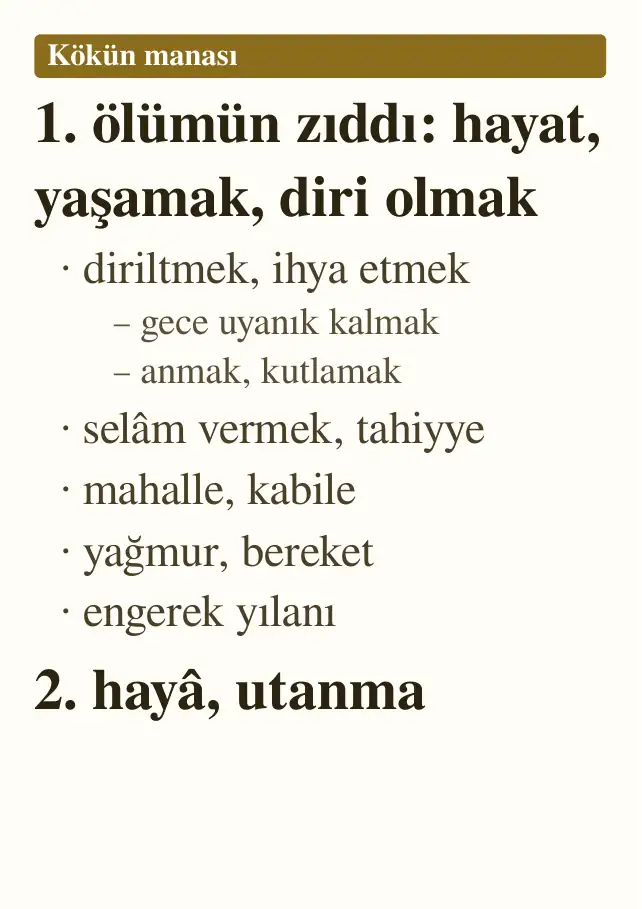 Kökün manası
1. ölümün zıddı: hayat,
yaşamak, diri olmak
· diriltmek, ihya etmek
– gece uyanık kalmak
– anmak, kutlamak
· selâm vermek, tahiyye
· mahalle, kabile
· yağmur, bereket
· engerek yılanı
2. hayâ, utanma